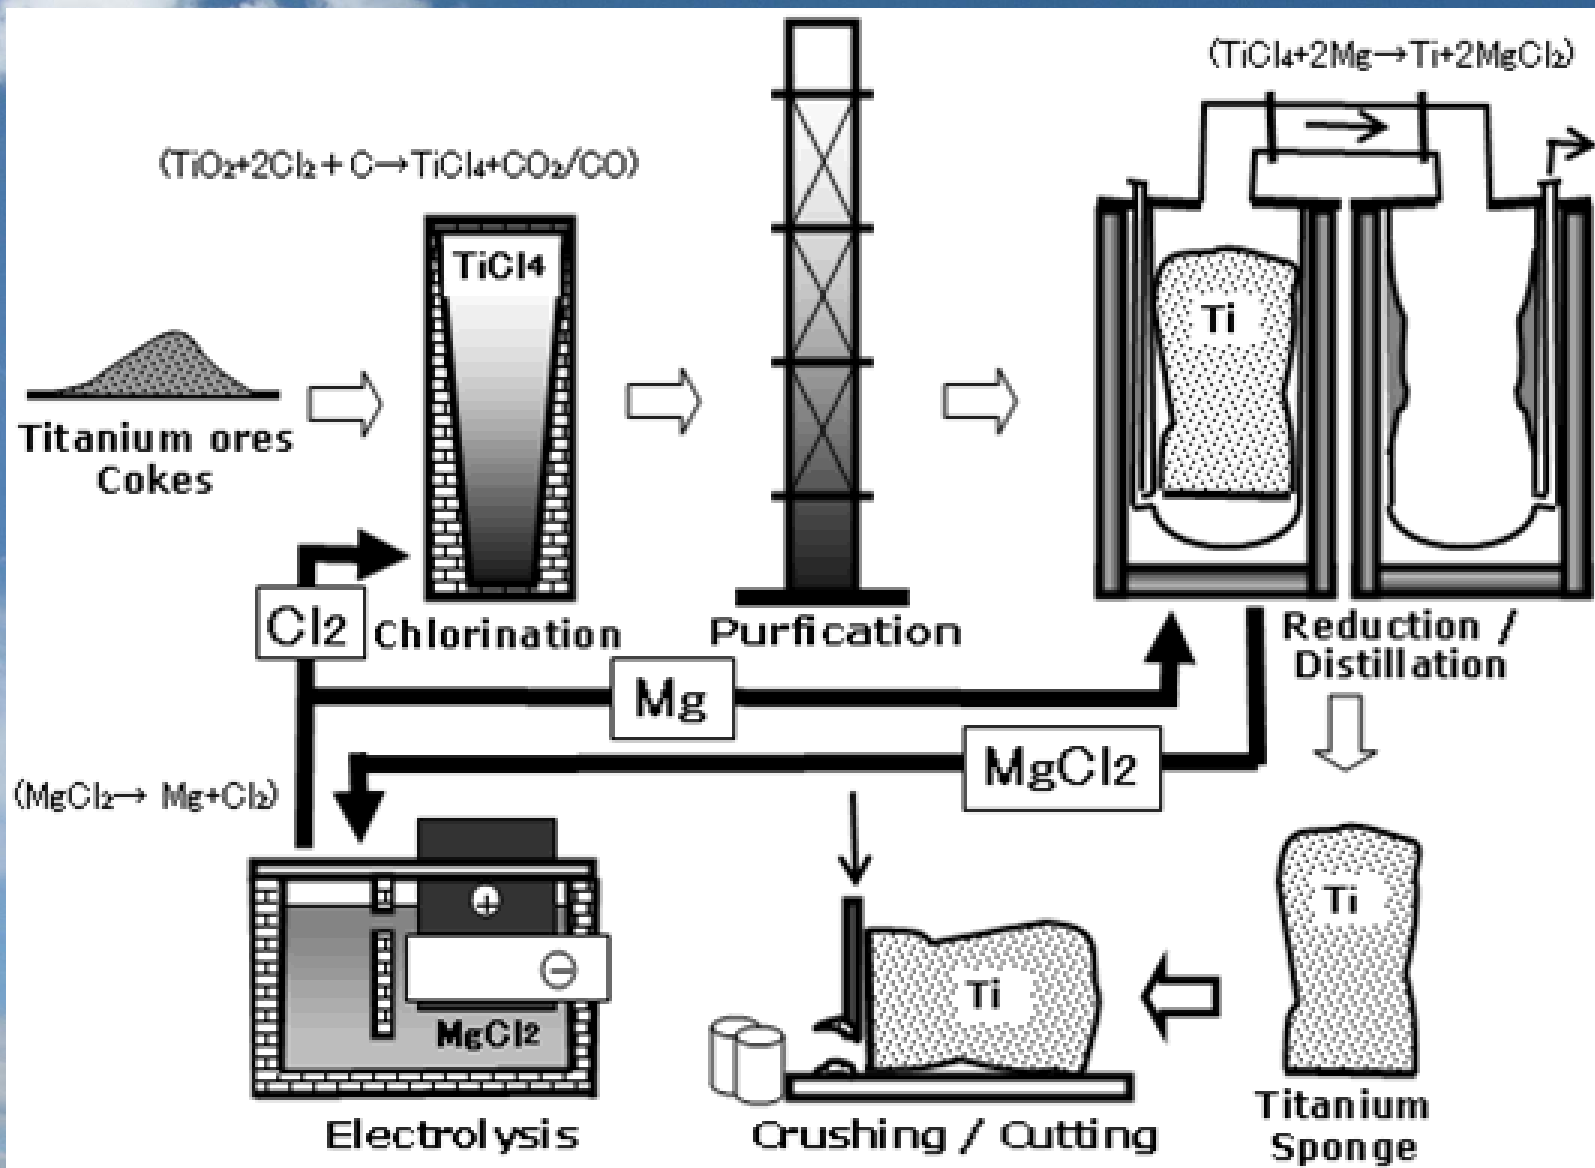 (TiCl₄+2Mg→Ti+2MgCl₂)
(TiO₂+2Cl₂+C→TiCl₄+CO₂/CO)
TiCl4
Ti
Titanium ores
Cokes
Cl2
Chlorination
Purfication
Reduction /
Distillation
Mg
MgCl2
(MgCl₂→ Mg+Cl₂)
+
−
MgCl2
Electrolysis
Ti
Crushing / Cutting
Ti
Titanium
Sponge